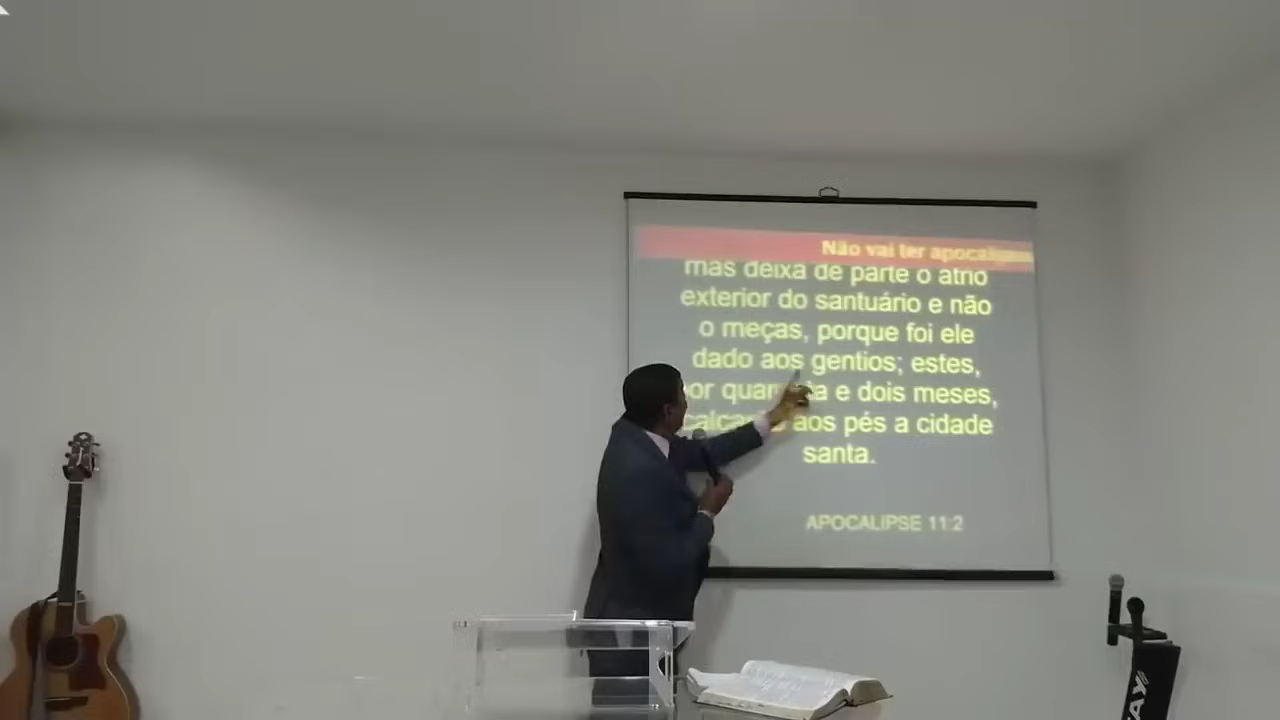 Não vai ter
mas deixa de parte o átrio
exterior do santuário e não
o meças, porque foi ele
dado aos gentios; estes,
e dois meses,
aos pés a cidade
santa.
APOCALIPSE 11:2